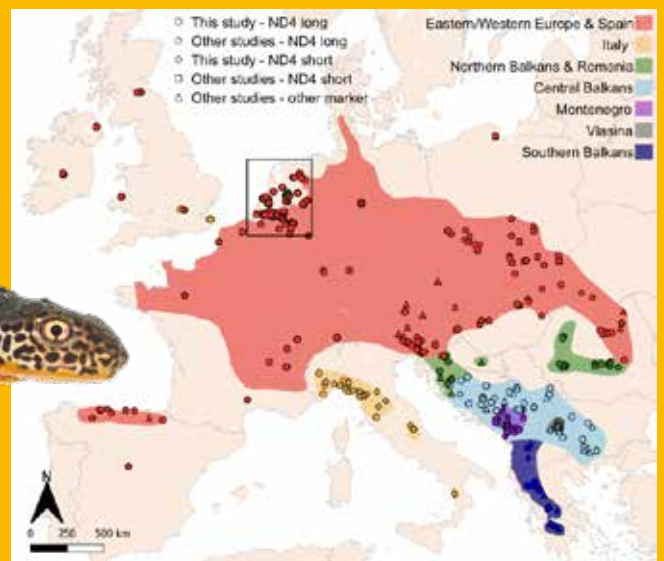 This study - ND4 long
Other studies - ND4 long
This study - ND4 short
Other studies - ND4 short
Other studies - other marker
Eastern/Western Europe & Spain
Italy
Northern Balkans & Romania
Central Balkans
Montenegro
Vlasina
Southern Balkans
N
0 250 500 km